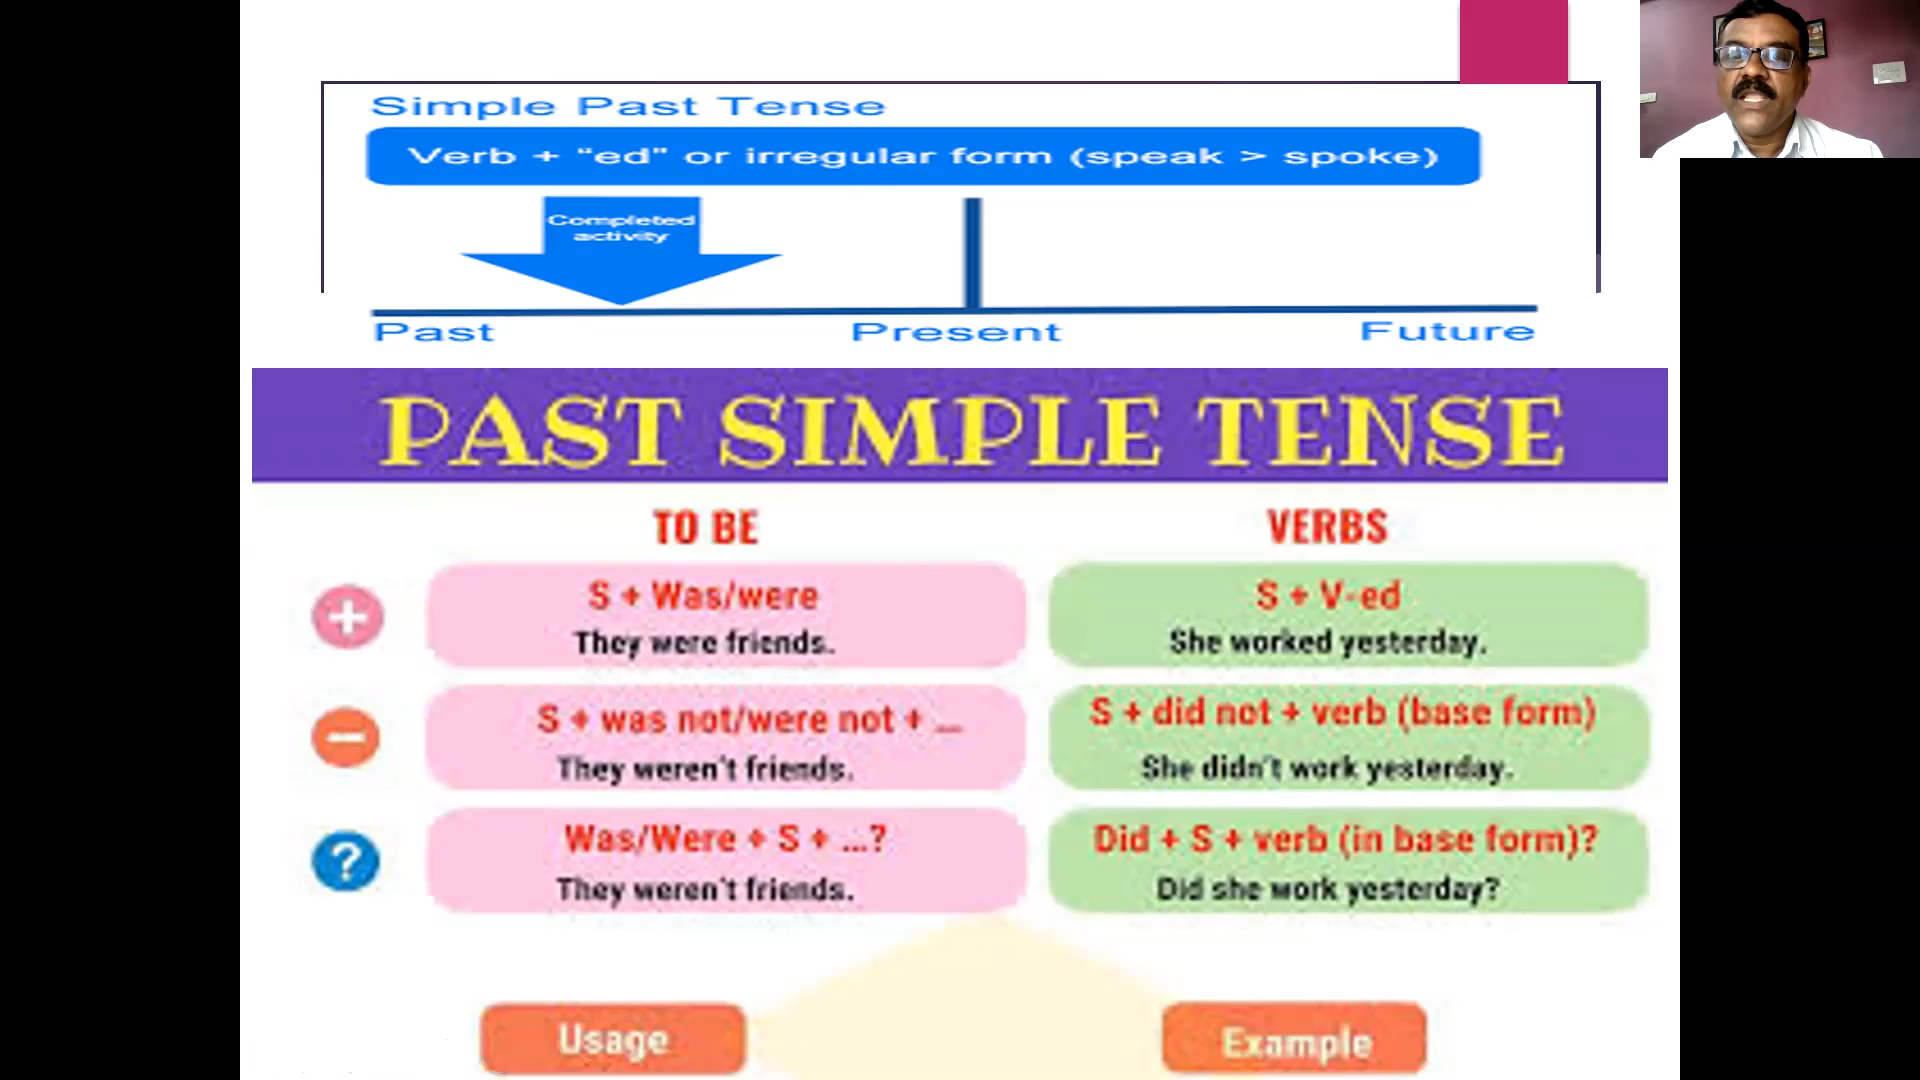 Simple Past Tense
Verb + “ed” or irregular form (speak > spoke)
Completed
activity
Past Present Future
PAST SIMPLE TENSE
TO BE VERBS
S + Was/were
They were friends.
S + V-ed
She worked yesterday.
S + was not/were not + ...
They weren't friends.
S + did not + verb (base form)
She didn't work yesterday.
Was/Were + S + ...?
They weren't friends.
Did + S + verb (in base form)?
Did she work yesterday?
Usage Example